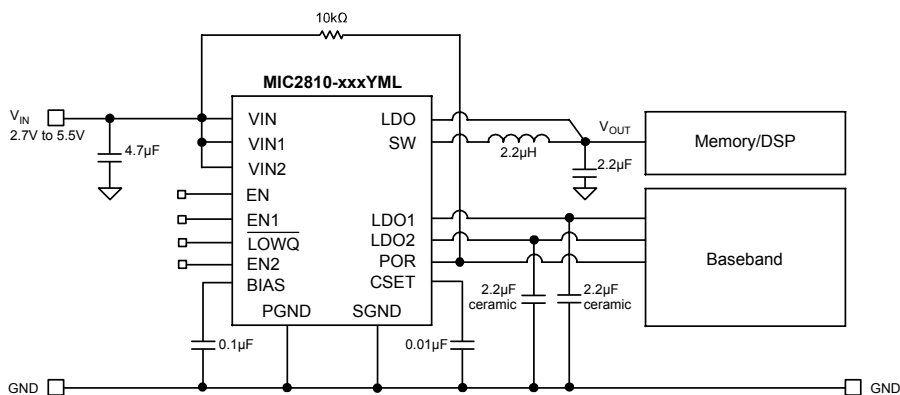 10kΩ
MIC2810-xxxYML
VIN
2.7V to 5.5V
4.7µF
VIN
VIN1
VIN2
EN
EN1
LOWQ
EN2
BIAS
PGND
SGND
LDO
SW
LDO1
LDO2
POR
CSET
2.2µH
VOUT
2.2µF
Memory/DSP
Baseband
2.2µF
ceramic
2.2µF
ceramic
0.1µF
0.01µF
GND
GND